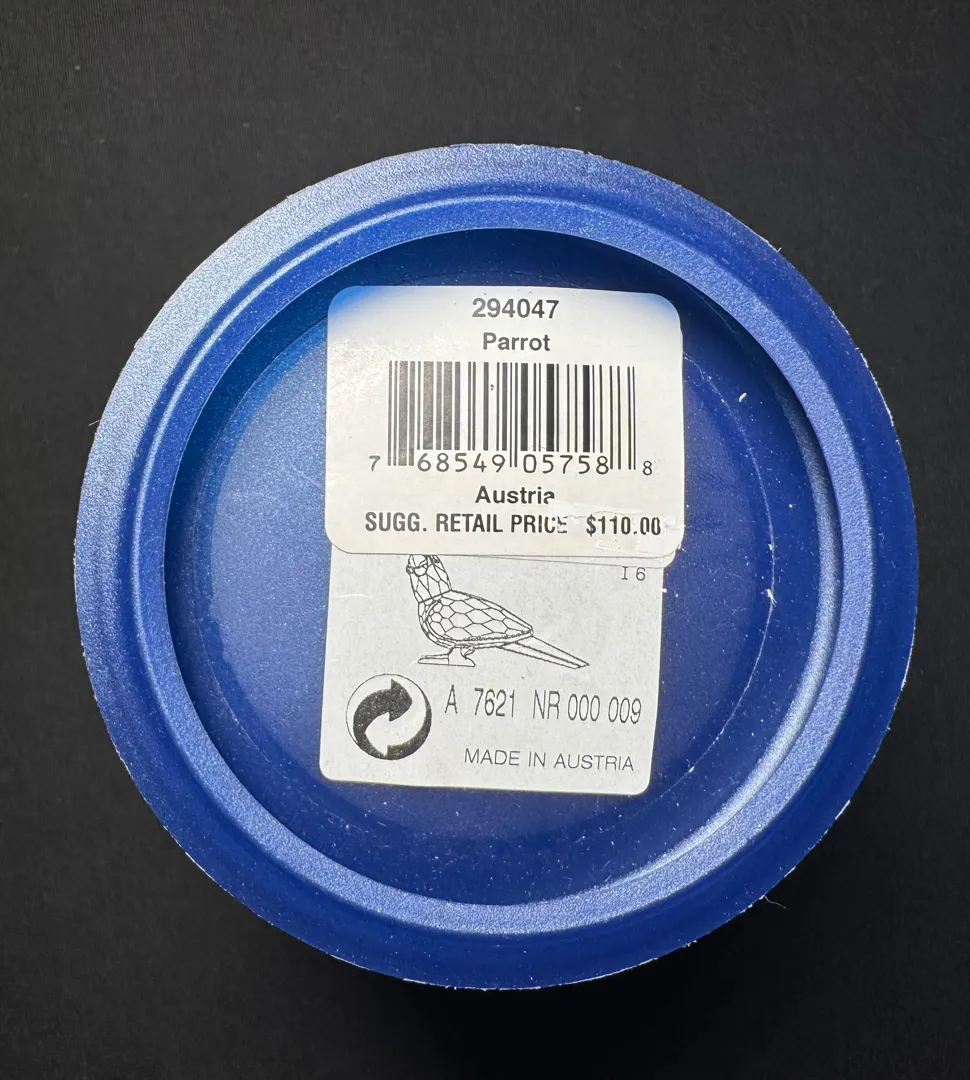 294047
Parrot
7 68549 05758 8
Austria
SUGG. RETAIL PRICE $110.00
I6
A 7621 NR 000 009
MADE IN AUSTRIA